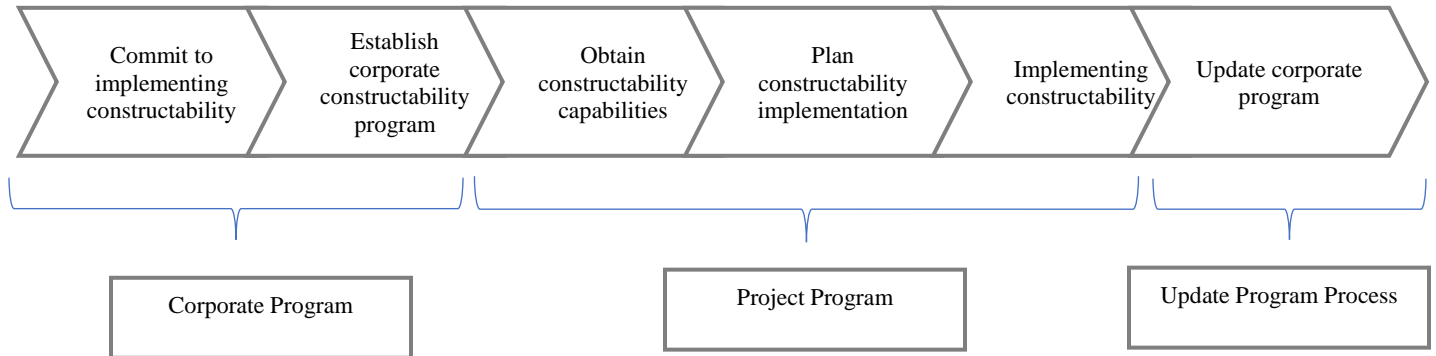 Commit to
implementing
constructability
Establish
corporate
constructability
program
Obtain
constructability
capabilities
Plan
constructability
implementation
Implementing
constructability
Update corporate
program
Corporate Program
Project Program
Update Program Process